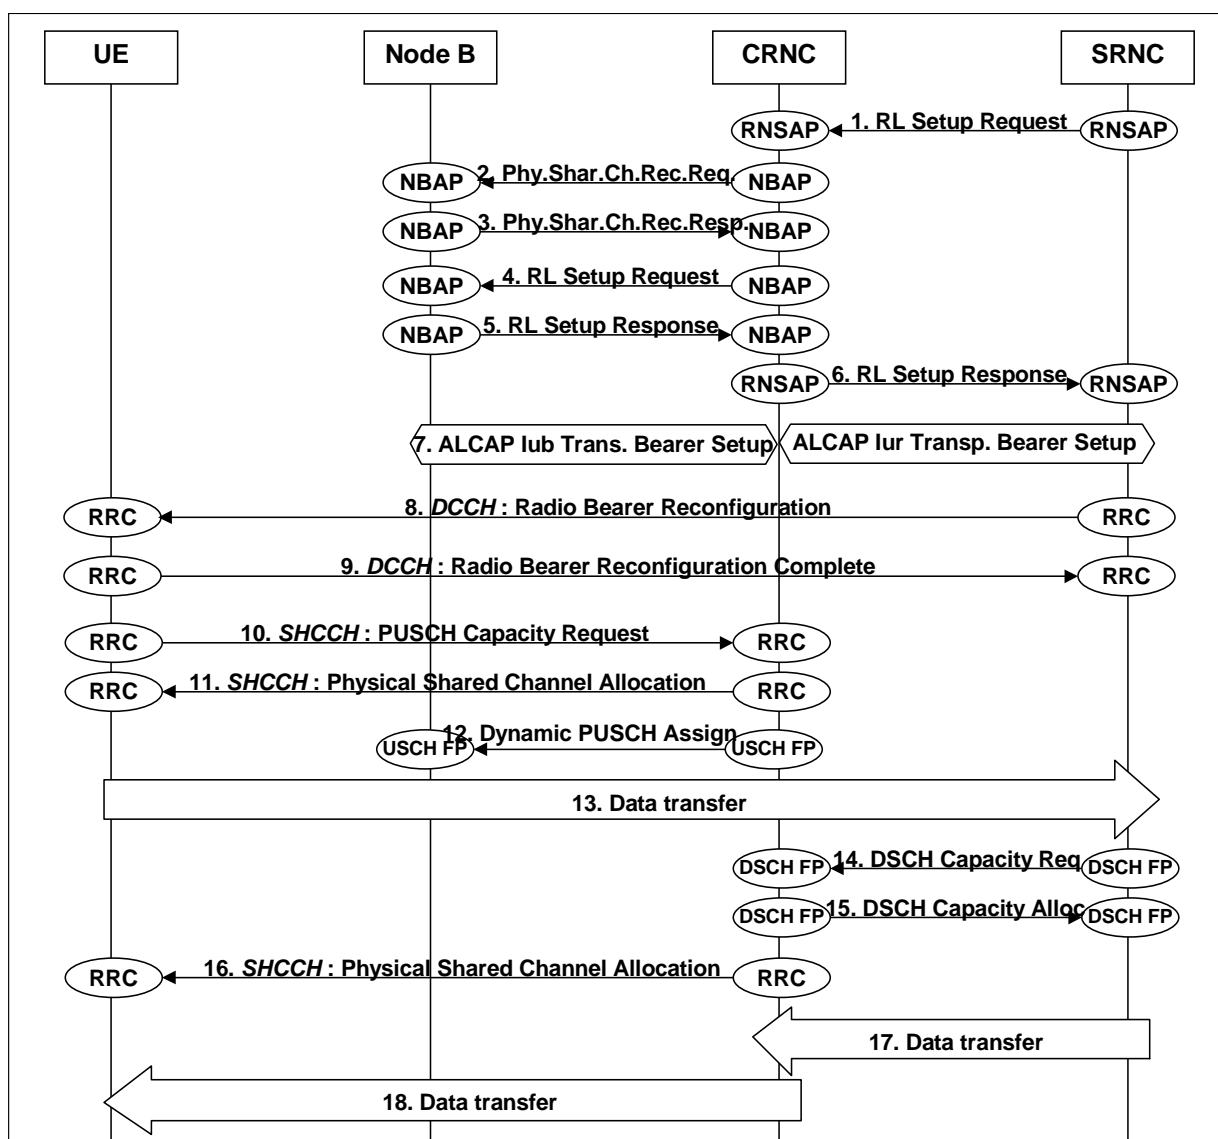 UE Node B CRNC SRNC
RNSAP 1. RL Setup Request RNSAP
NBAP 2. Phy.Shar.Ch.Rec.Req. NBAP
NBAP 3. Phy.Shar.Ch.Rec.Resp. NBAP
NBAP 4. RL Setup Request NBAP
NBAP 5. RL Setup Response NBAP
RNSAP 6. RL Setup Response RNSAP
7. ALCAP Iub Trans. Bearer Setup ALCAP Iur Transp. Bearer Setup
RRC 8. DCCH : Radio Bearer Reconfiguration RRC
RRC 9. DCCH : Radio Bearer Reconfiguration Complete RRC
RRC 10. SHCCH : PUSCH Capacity Request RRC
RRC 11. SHCCH : Physical Shared Channel Allocation RRC
USCH FP 12. Dynamic PUSCH Assign USCH FP
13. Data transfer
DSCH FP 14. DSCH Capacity Req DSCH FP
DSCH FP 15. DSCH Capacity Alloc DSCH FP
RRC 16. SHCCH : Physical Shared Channel Allocation RRC
17. Data transfer
18. Data transfer